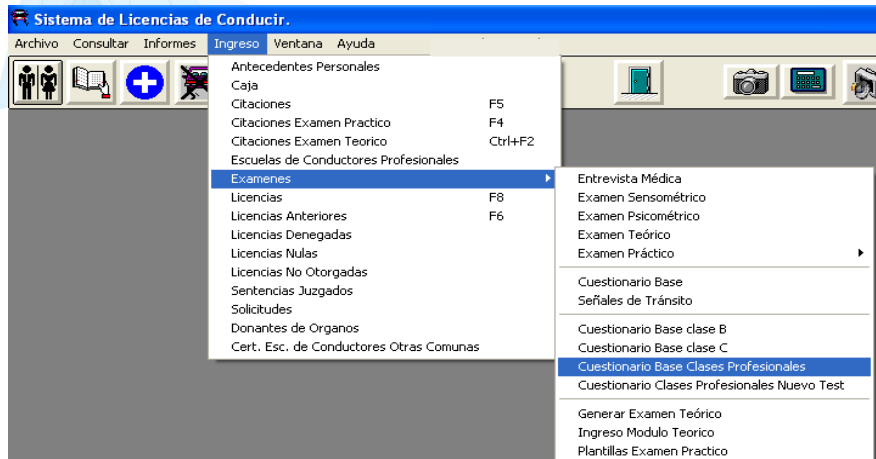 Sistema de Licencias de Conducir.
Archivo Consultar Informes Ingreso Ventana Ayuda
Antecedentes Personales
Caja
Citaciones F5
Citaciones Examen Practico F4
Citaciones Examen Teorico Ctrl+F2
Escuelas de Conductores Profesionales
Examenes
Licencias F8
Licencias Anteriores F6
Licencias Denegadas
Licencias Nulas
Licencias No Otorgadas
Sentencias Juzgados
Solicitudes
Donantes de Organos
Cert. Esc. de Conductores Otras Comunas
Entrevista Médica
Examen Sensométrico
Examen Psicométrico
Examen Teórico
Examen Práctico
Cuestionario Base
Señales de Tránsito
Cuestionario Base clase B
Cuestionario Base clase C
Cuestionario Base Clases Profesionales
Cuestionario Clases Profesionales Nuevo Test
Generar Examen Teórico
Ingreso Modulo Teorico
Plantillas Examen Practico